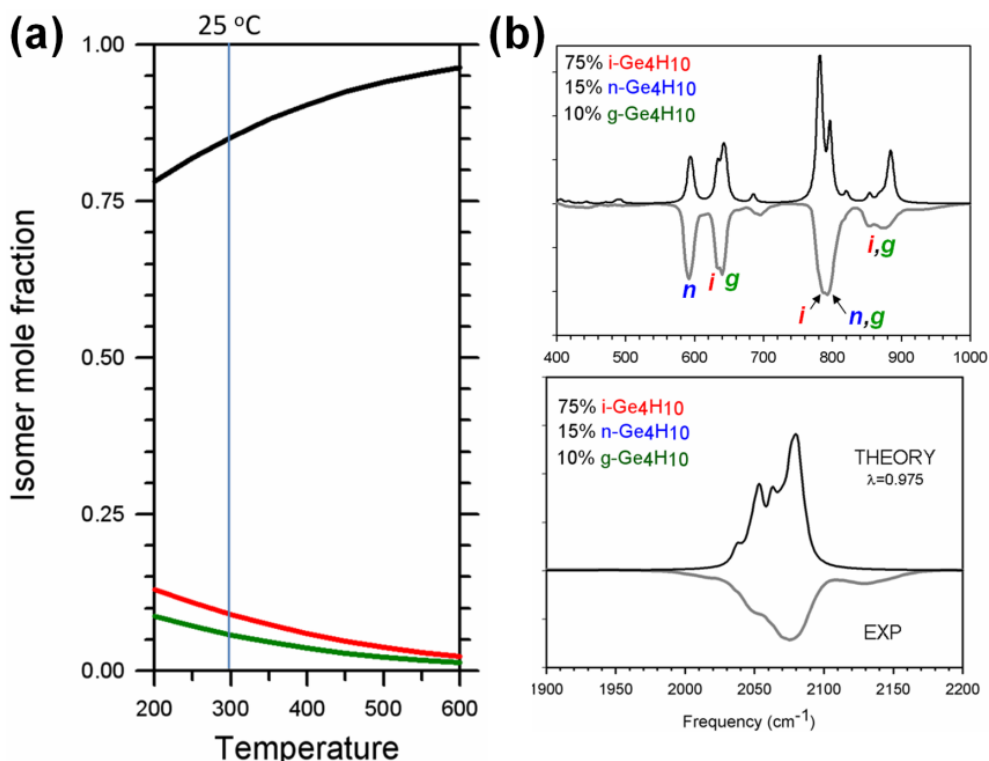 (a)
25 °C
Isomer mole fraction
1.00
0.75
0.50
0.25
0.00
200 300 400 500 600
Temperature
(b)
75% i-Ge4H10
15% n-Ge4H10
10% g-Ge4H10
n
i g
i
n,g
i,g
400 500 600 700 800 900 1000
75% i-Ge4H10
15% n-Ge4H10
10% g-Ge4H10
THEORY
λ=0.975
EXP
1900 2000 2050 2100 2150 2200
Frequency (cm⁻¹)